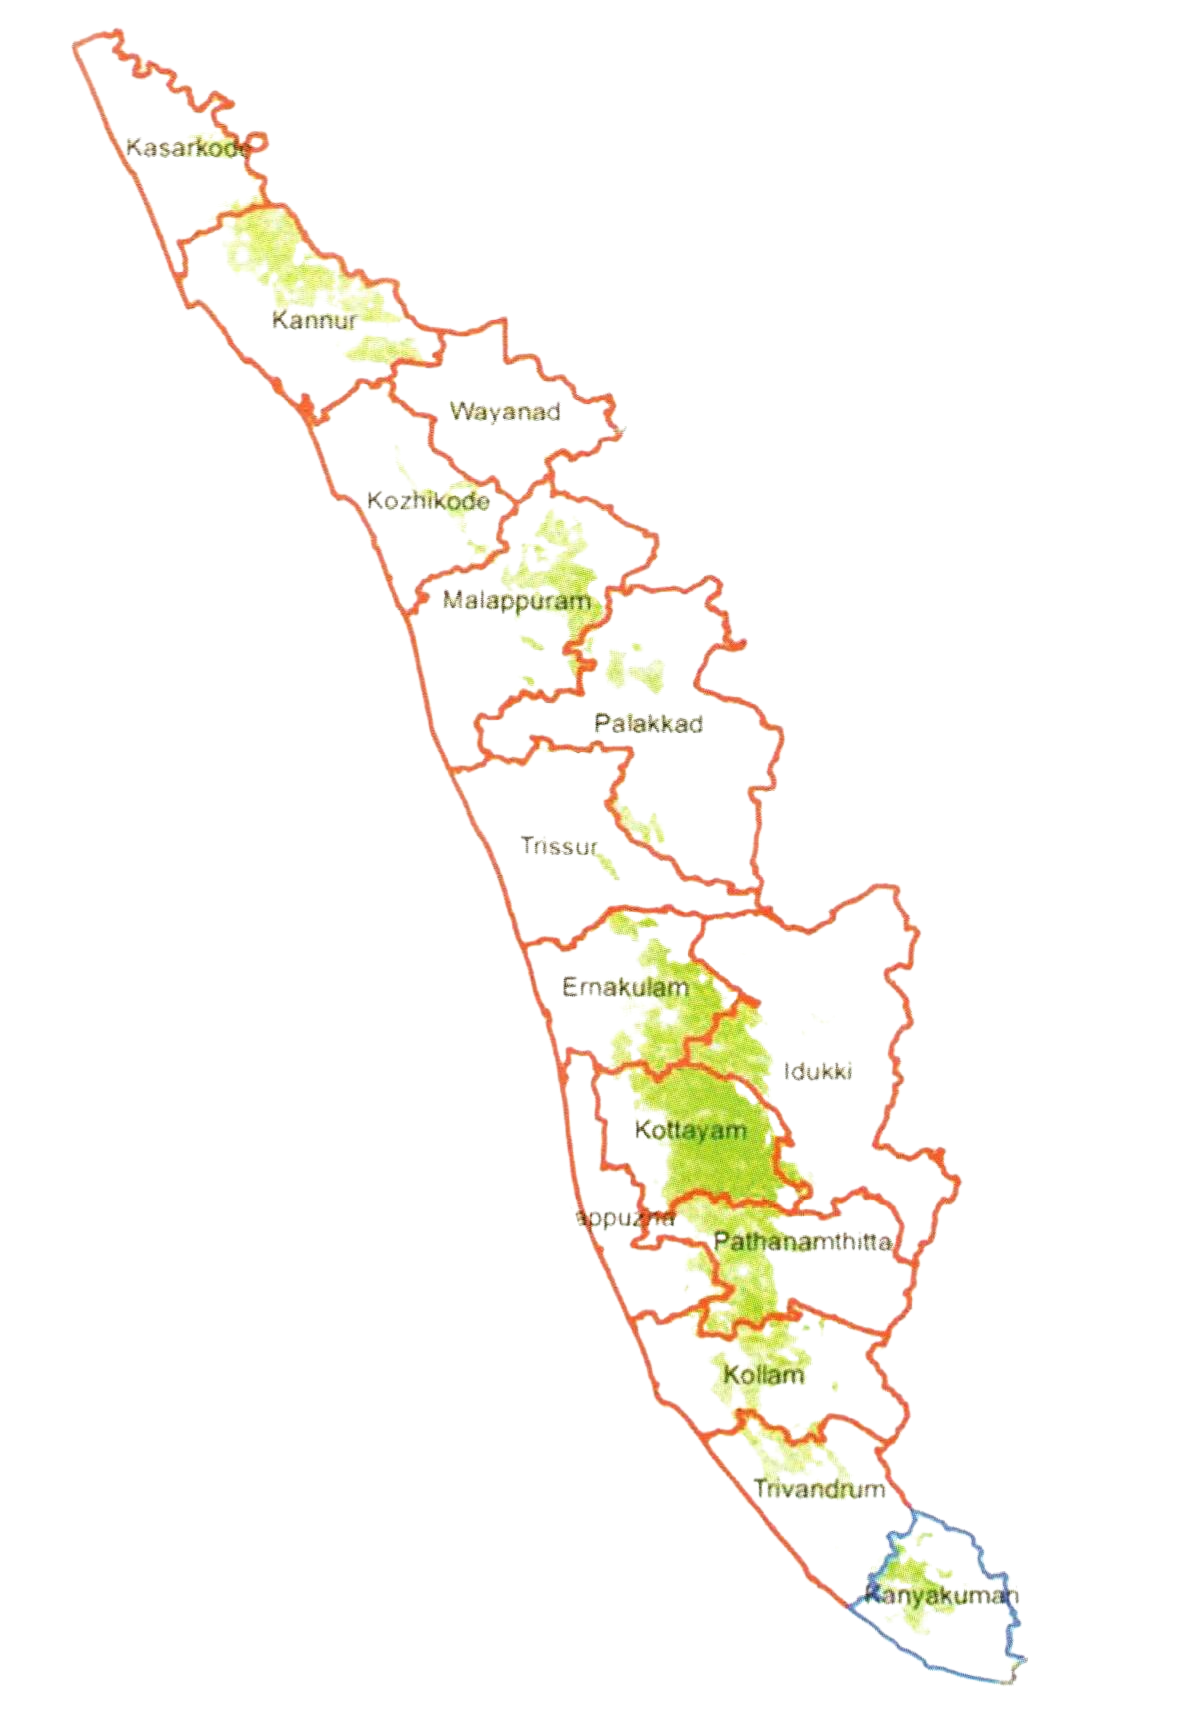 Kasarkode
Kannur
Wayanad
Kozhikode
Malappuram
Palakkad
Trissur
Ernakulam
Idukki
Kottayam
appuzha
Pathanamthitta
Kollam
Trivandrum
Kanyakumari